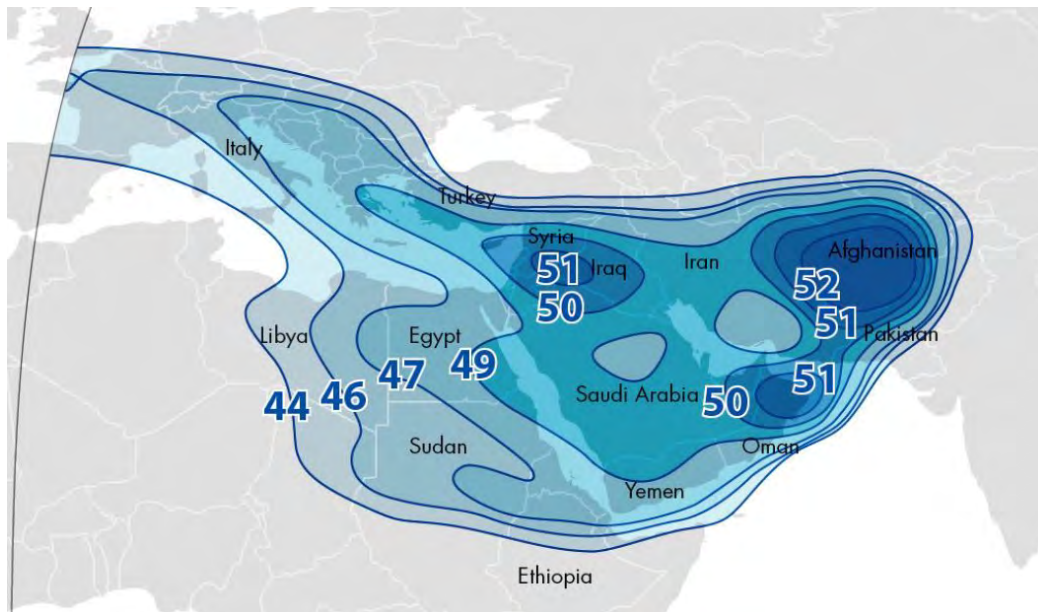 Italy
Turkey
Syria
Afghanistan
51
Iraq
Iran
52
50
51
Libya
Egypt
Pakistan
49
47
51
44
46
Saudi Arabia
50
Sudan
Oman
Yemen
Ethiopia